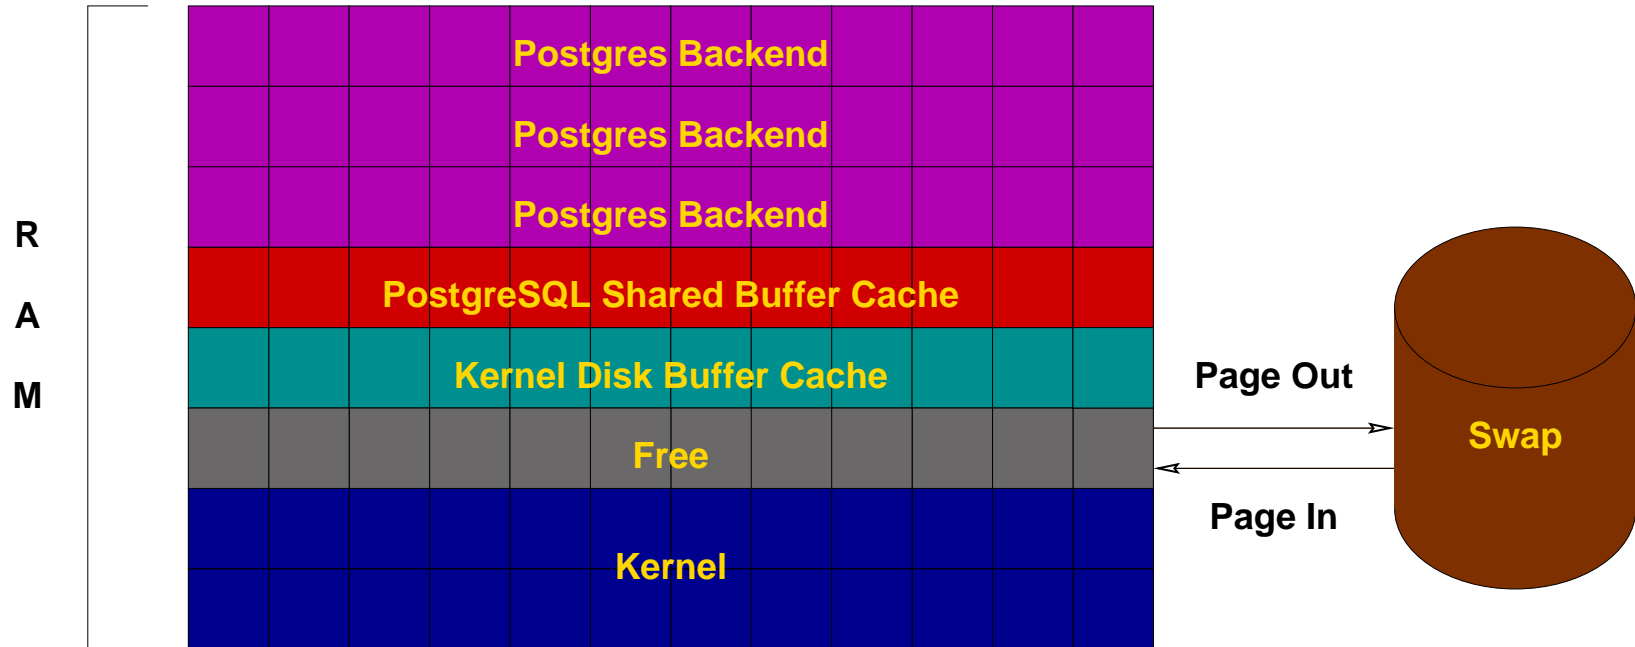 Postgres Backend
Postgres Backend
Postgres Backend
R
A
M
PostgreSQL Shared Buffer Cache
Kernel Disk Buffer Cache
Free
Kernel
Page Out
Page In
Swap